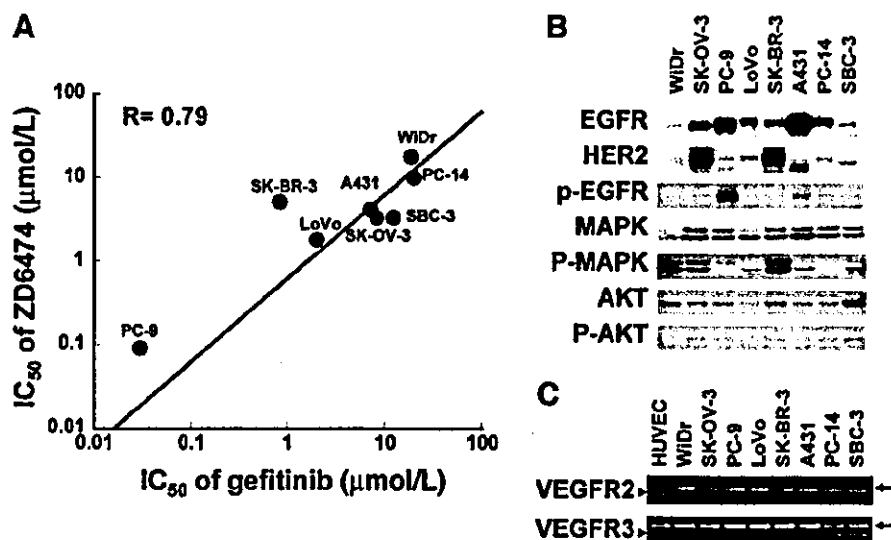 A
R= 0.79
IC50 of ZD6474 (μmol/L)
100
10
1
0.1
0.01
WiDr
PC-14
A431
SK-BR-3
SBC-3
SK-OV-3
LoVo
PC-9
0.01 0.1 1 10 100
IC50 of gefitinib (μmol/L)
B
WiDr SK-OV-3 PC-9 LoVo SK-BR-3 A431 PC-14 SBC-3
EGFR
HER2
p-EGFR
MAPK
P-MAPK
AKT
P-AKT
C
HUVEC WiDr SK-OV-3 PC-9 LoVo SK-BR-3 A431 PC-14 SBC-3
VEGFR2
VEGFR3